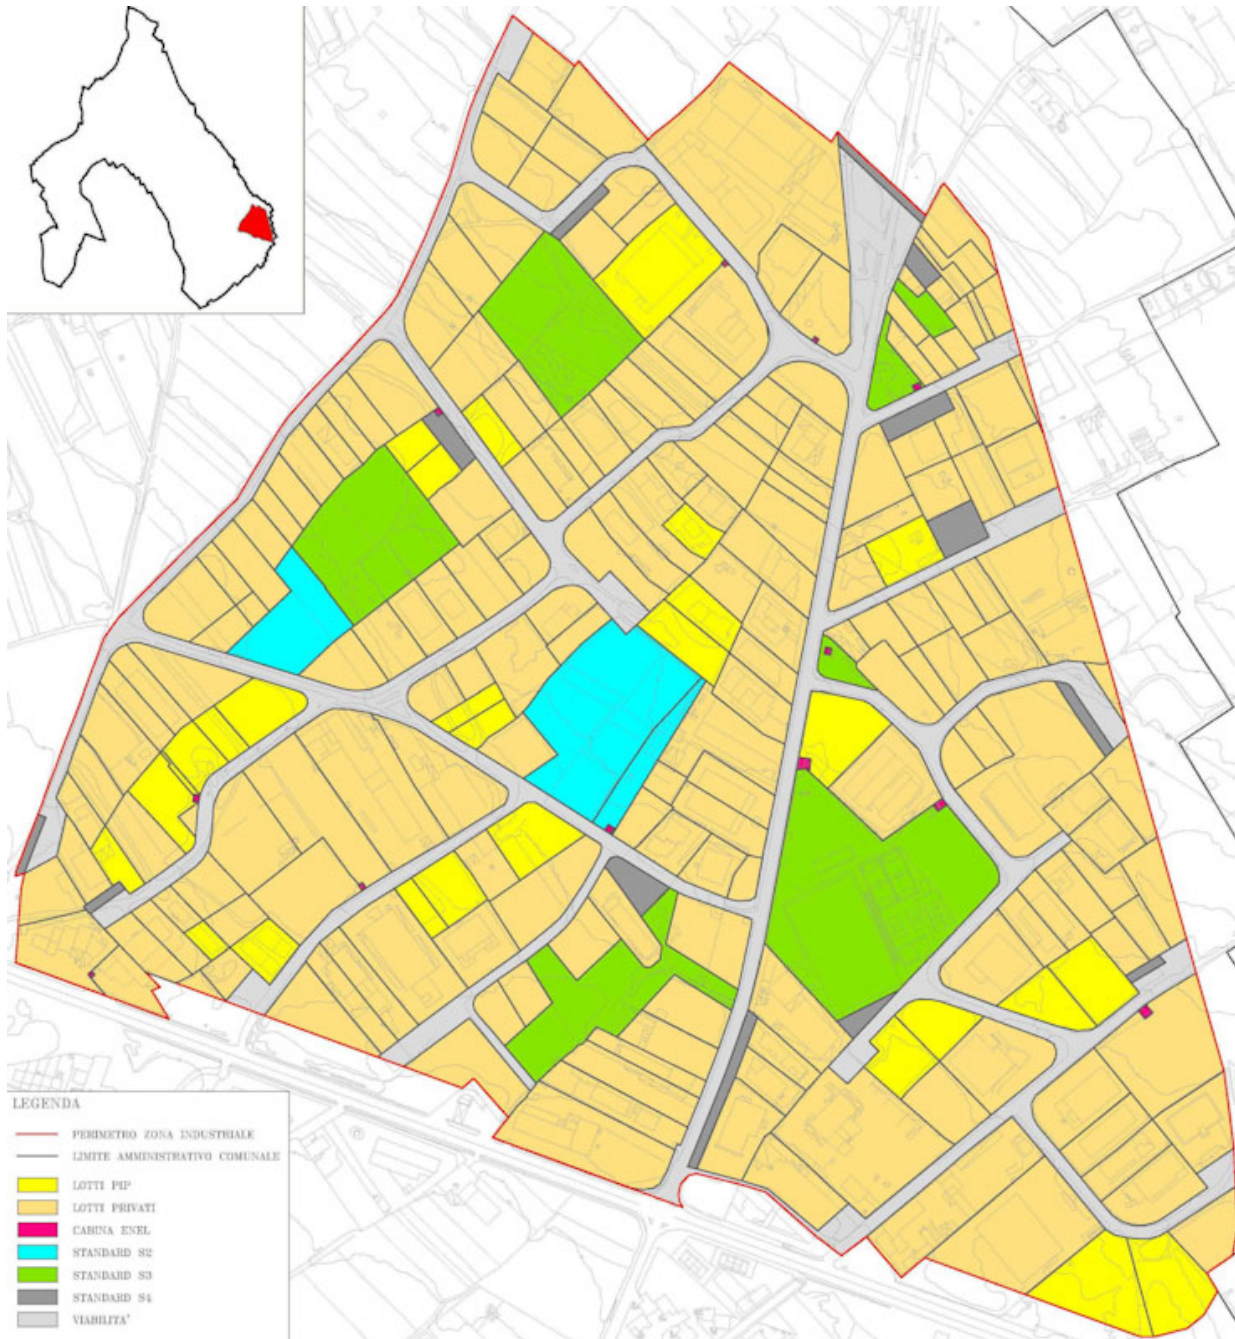 LEGENDA
PERIMETRO ZONA INDUSTRIALE
LIMITE AMMINISTRATIVO COMUNALE
LOTTI PIP
LOTTI PRIVATI
CABINA ENEL
STANDARD S2
STANDARD S3
STANDARD S4
VIABILITA'